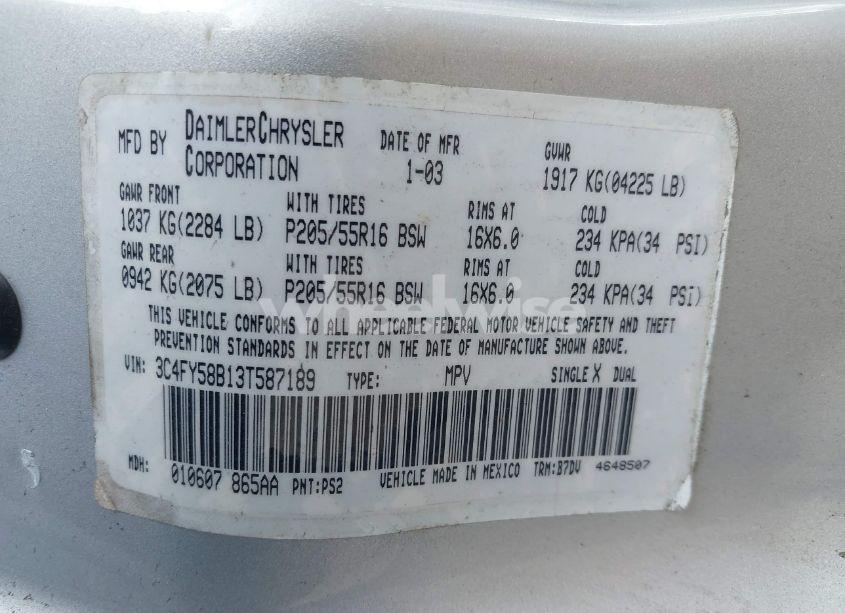 MFD BY DAIMLERCHRYSLER CORPORATION DATE OF MFR 1-03 GVWR 1917 KG(04225 LB)
GAWR FRONT WITH TIRES RIMS AT COLD
1037 KG(2284 LB) P205/55R16 BSW 16X6.0 234 KPA(34 PSI)
GAWR REAR WITH TIRES RIMS AT COLD
0942 KG(2075 LB) P205/55R16 BSW 16X6.0 234 KPA(34 PSI)
wheelwise
THIS VEHICLE CONFORMS TO ALL APPLICABLE FEDERAL MOTOR VEHICLE SAFETY AND THEFT
PREVENTION STANDARDS IN EFFECT ON THE DATE OF MANUFACTURE SHOWN ABOVE.
VIN: 3C4FY58B13T587189 TYPE: MPV SINGLE X DUAL
MDH: 010607 865AA PNT:PS2 VEHICLE MADE IN MEXICO TRM:B7DV 4648507